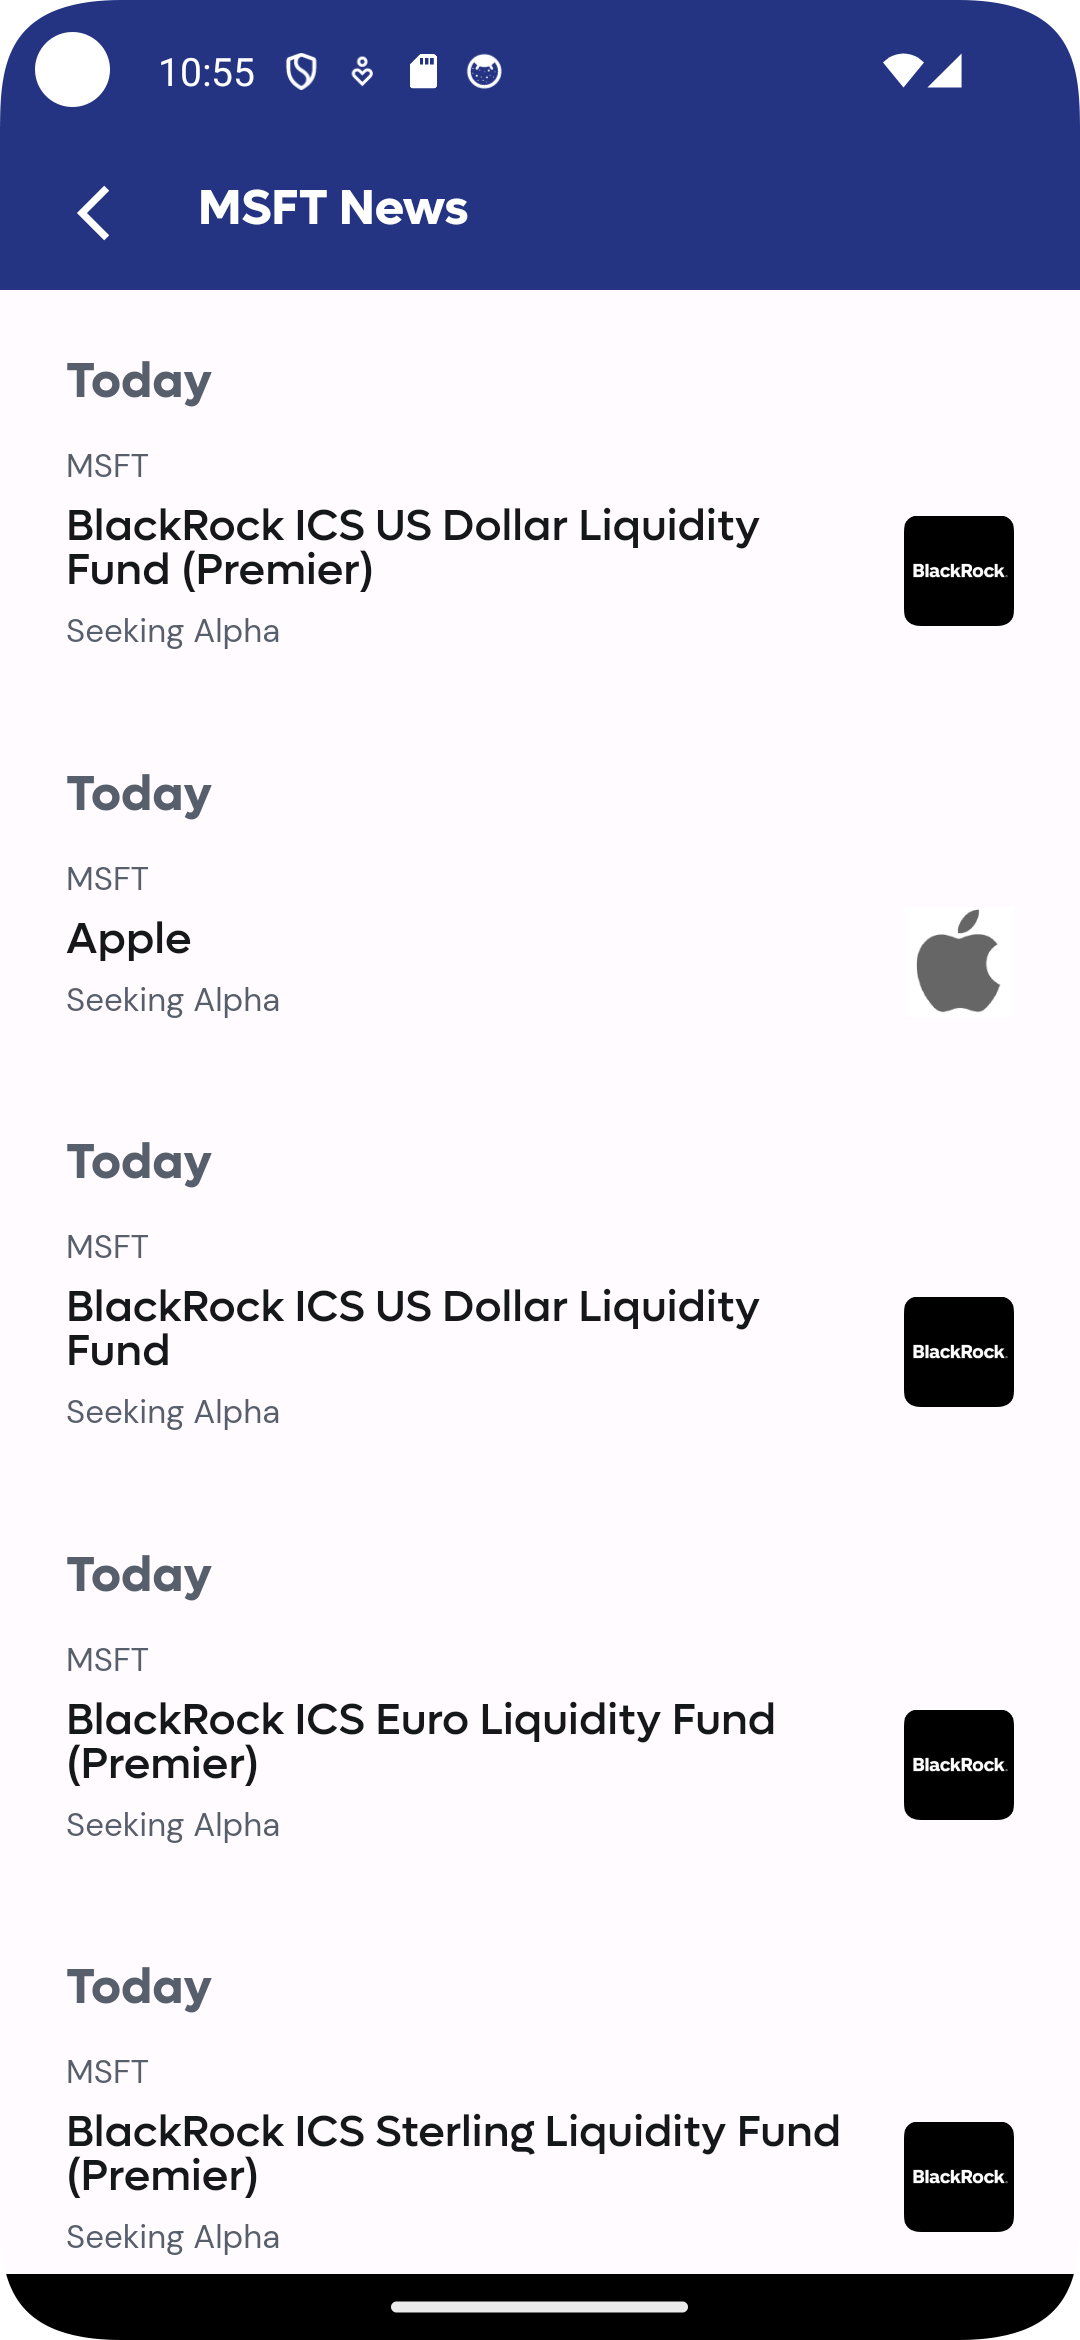 10:55
MSFT News
Today
MSFT
BlackRock ICS US Dollar Liquidity
Fund (Premier)
Seeking Alpha
BlackRock.
Today
MSFT
Apple
Seeking Alpha
Today
MSFT
BlackRock ICS US Dollar Liquidity
Fund
Seeking Alpha
BlackRock.
Today
MSFT
BlackRock ICS Euro Liquidity Fund
(Premier)
Seeking Alpha
BlackRock.
Today
MSFT
BlackRock ICS Sterling Liquidity Fund
(Premier)
Seeking Alpha
BlackRock.